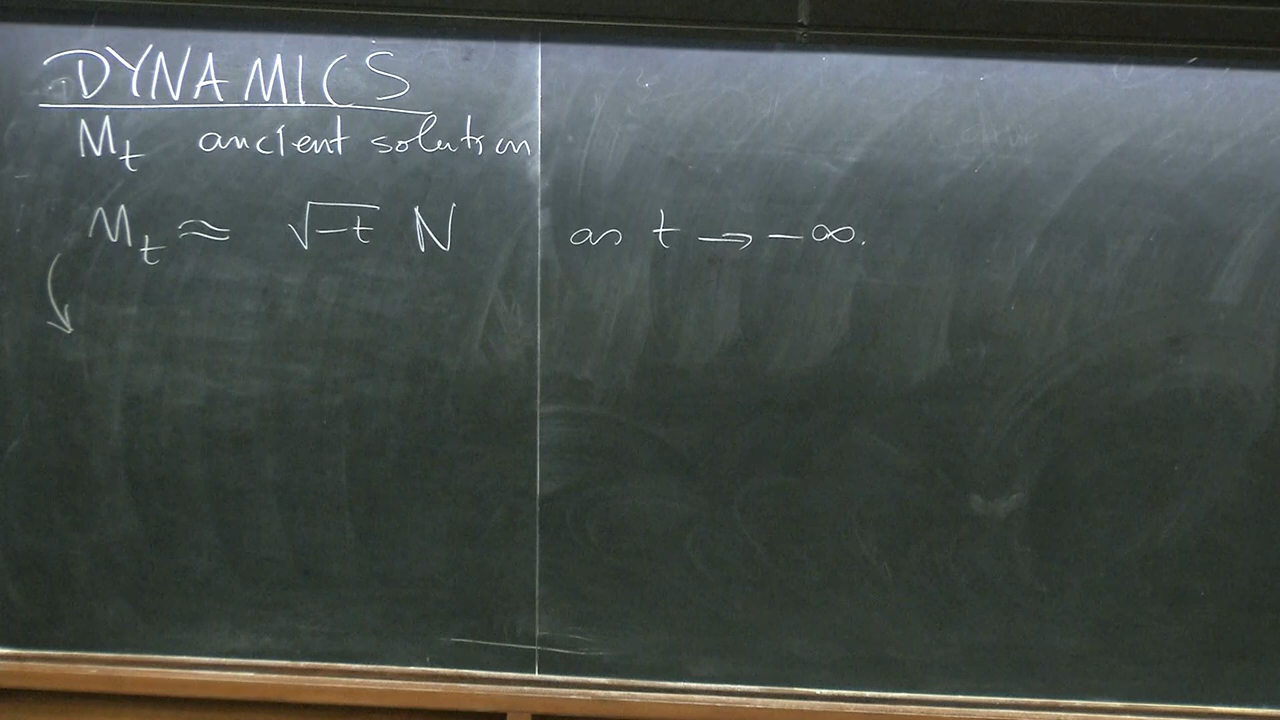 DYNAMICS
M_t ancient solution
M_t ≈ √-t N as t → -∞.